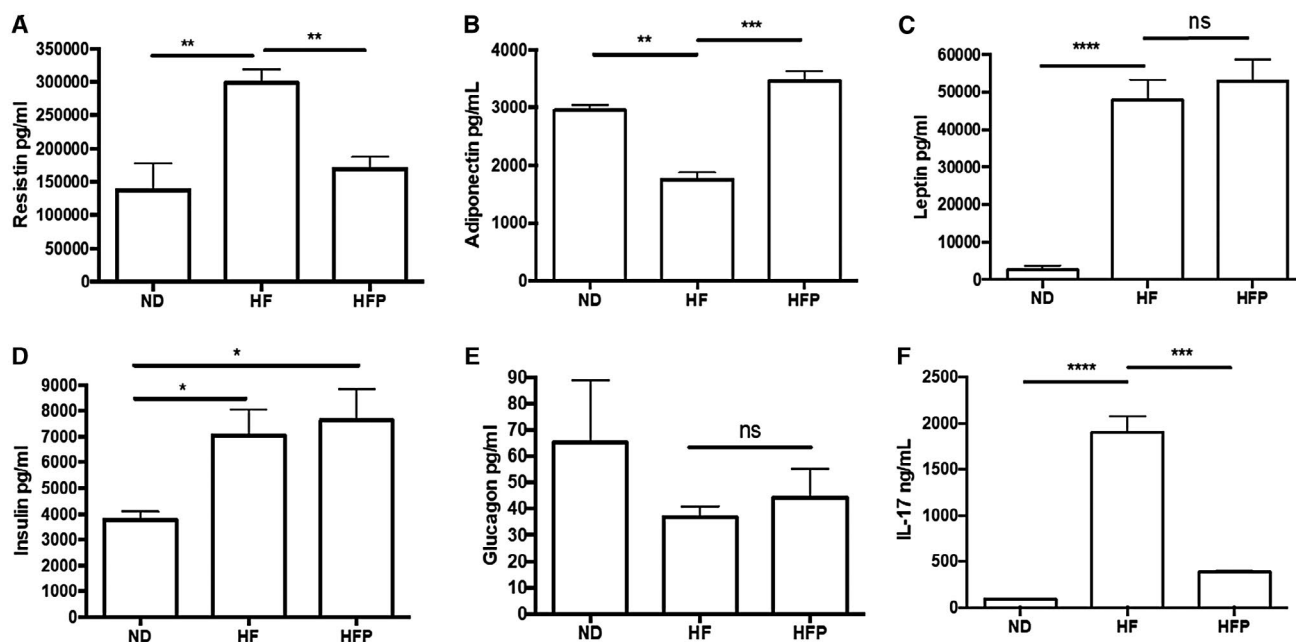 A
Resistin pg/ml
350000
300000
250000
200000
150000
100000
50000
0
**
**
ND
HF
HFP
B
Adiponectin pg/mL
4000
3000
2000
1000
0
**
***
ND
HF
HFP
C
Leptin pg/ml
60000
50000
40000
30000
20000
10000
0
****
ns
ND
HF
HFP
D
Insulin pg/ml
9000
8000
7000
6000
5000
4000
3000
2000
1000
0
*
*
ND
HF
HFP
E
Glucagon pg/ml
90
80
70
60
50
40
30
20
10
0
ns
ND
HF
HFP
F
IL-17 ng/mL
2500
2000
1500
1000
500
0
****
***
ND
HF
HFP